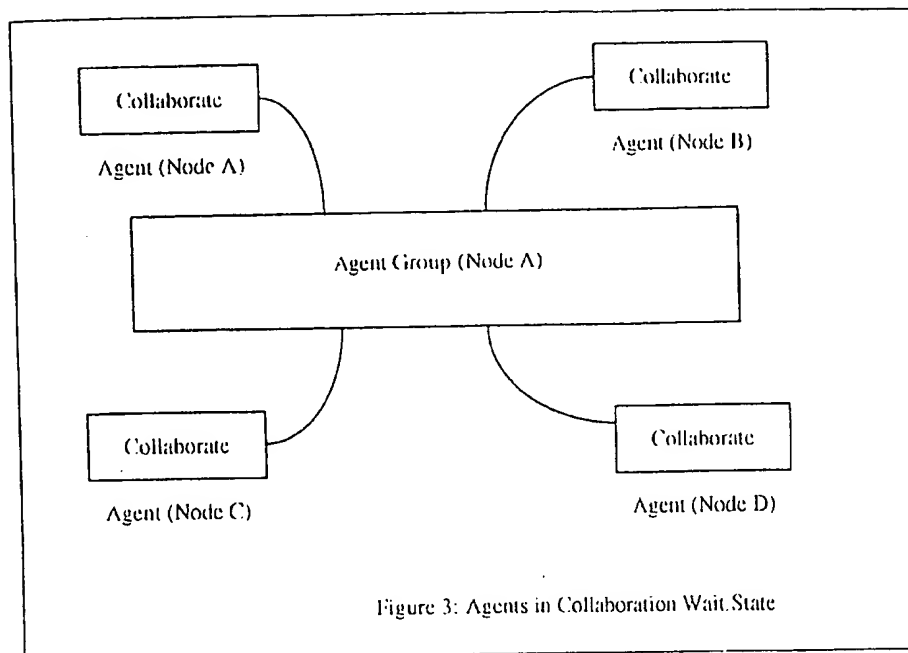 Collaborate
Agent (Node A)
Collaborate
Agent (Node B)
Agent Group (Node A)
Collaborate
Agent (Node C)
Collaborate
Agent (Node D)
Figure 3: Agents in Collaboration Wait State